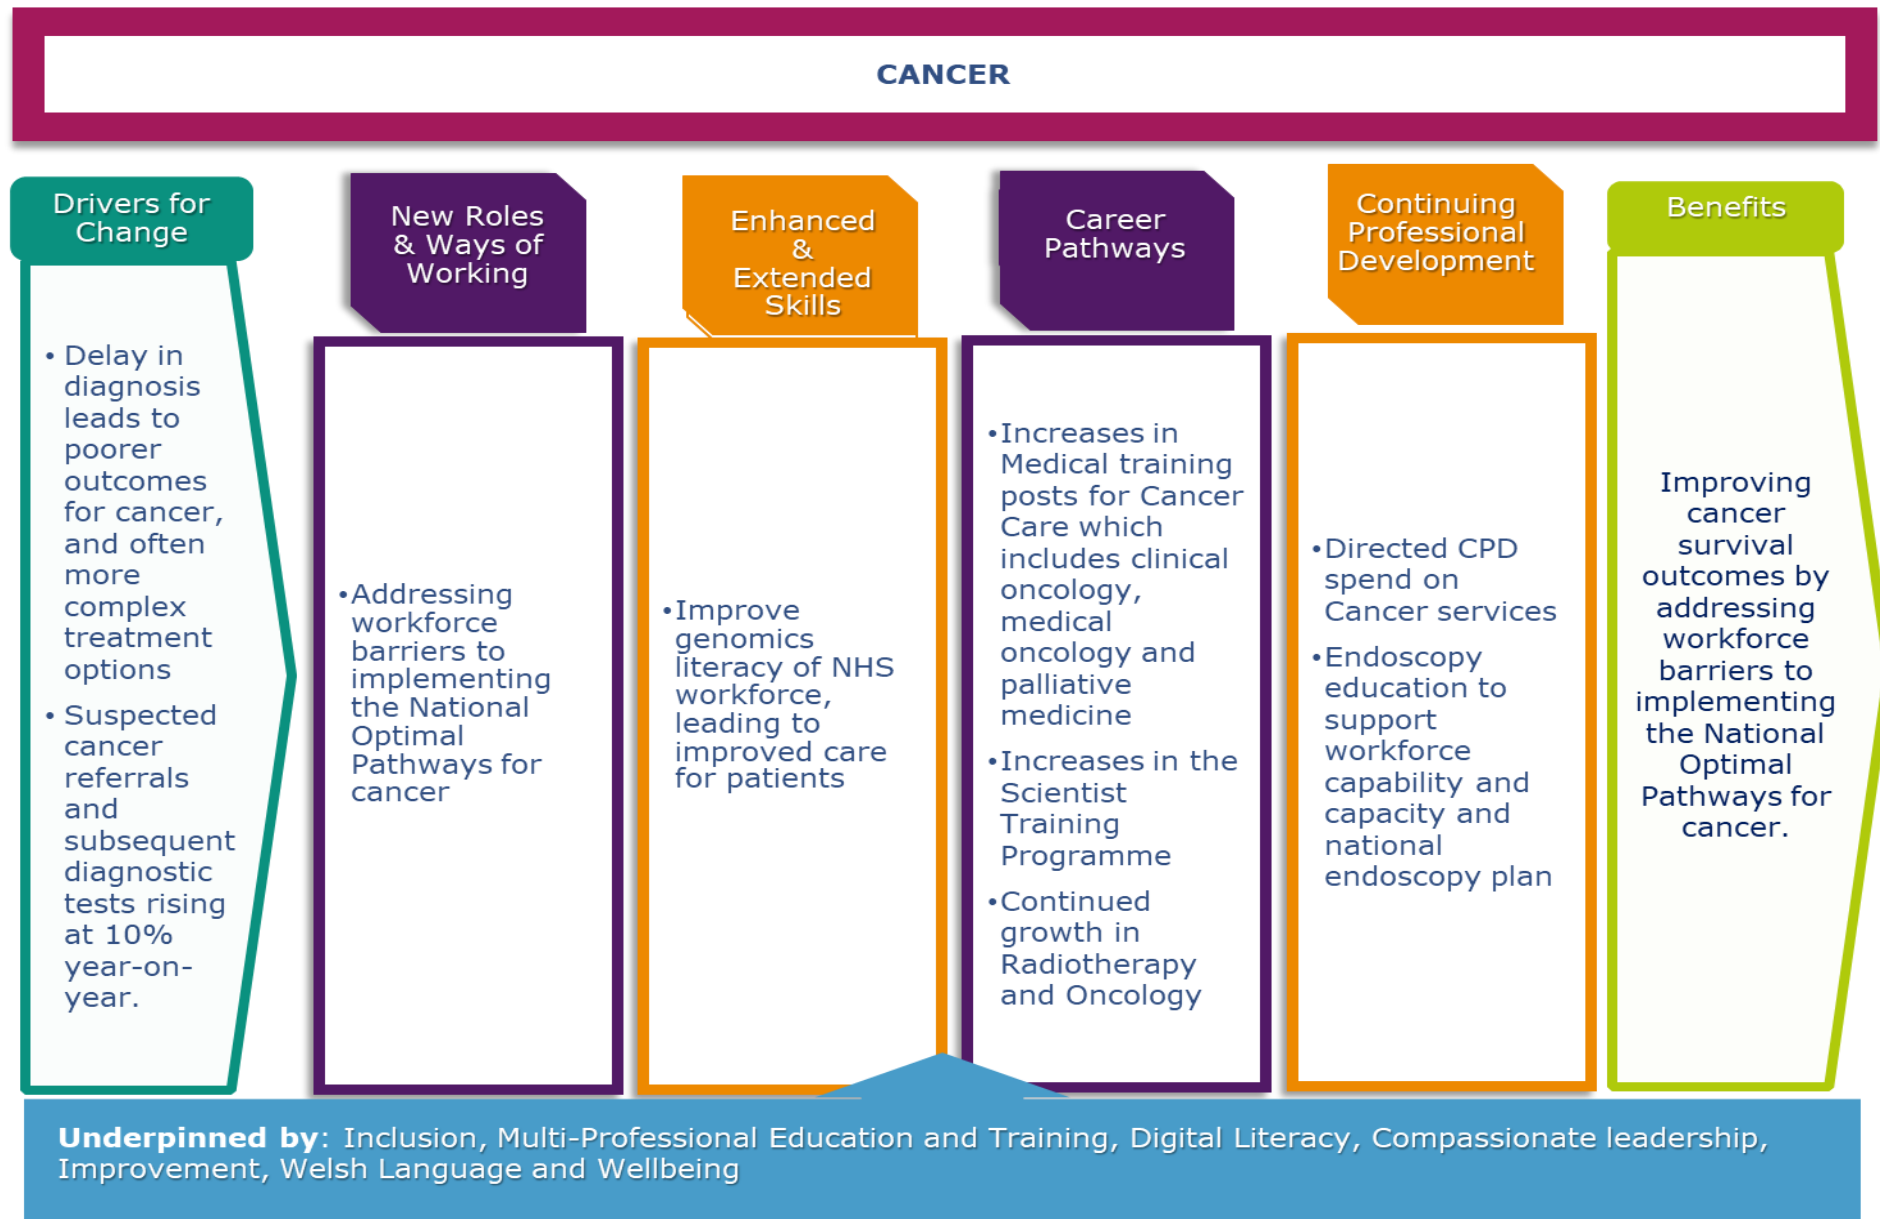 CANCER
Drivers for
Change
• Delay in
diagnosis
leads to
poorer
outcomes
for cancer,
and often
more
complex
treatment
options
• Suspected
cancer
referrals
and
subsequent
diagnostic
tests rising
at 10%
year-on-
year.
New Roles
& Ways of
Working
•Addressing
workforce
barriers to
implementing
the National
Optimal
Pathways for
cancer
Enhanced
&
Extended
Skills
•Improve
genomics
literacy of NHS
workforce,
leading to
improved care
for patients
Career
Pathways
•Increases in
Medical training
posts for Cancer
Care which
includes clinical
oncology,
medical
oncology and
palliative
medicine
•Increases in the
Scientist
Training
Programme
•Continued
growth in
Radiotherapy
and Oncology
Continuing
Professional
Development
•Directed CPD
spend on
Cancer services
•Endoscopy
education to
support
workforce
capability and
capacity and
national
endoscopy plan
Benefits
Improving
cancer
survival
outcomes by
addressing
workforce
barriers to
implementing
the National
Optimal
Pathways for
cancer.
Underpinned by: Inclusion, Multi-Professional Education and Training, Digital Literacy, Compassionate leadership,
Improvement, Welsh Language and Wellbeing